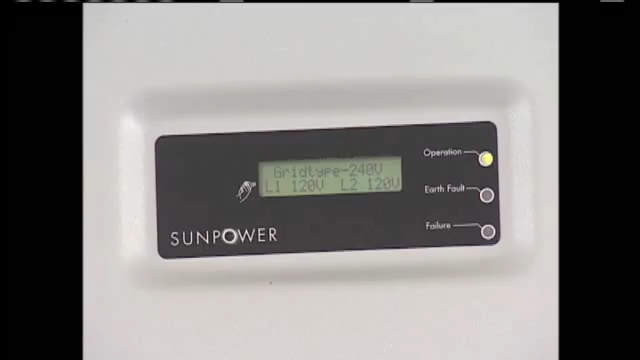 Gridtype-240V
L1 120V L2 120V
SUNPOWER
Operation
Earth Fault
Failure